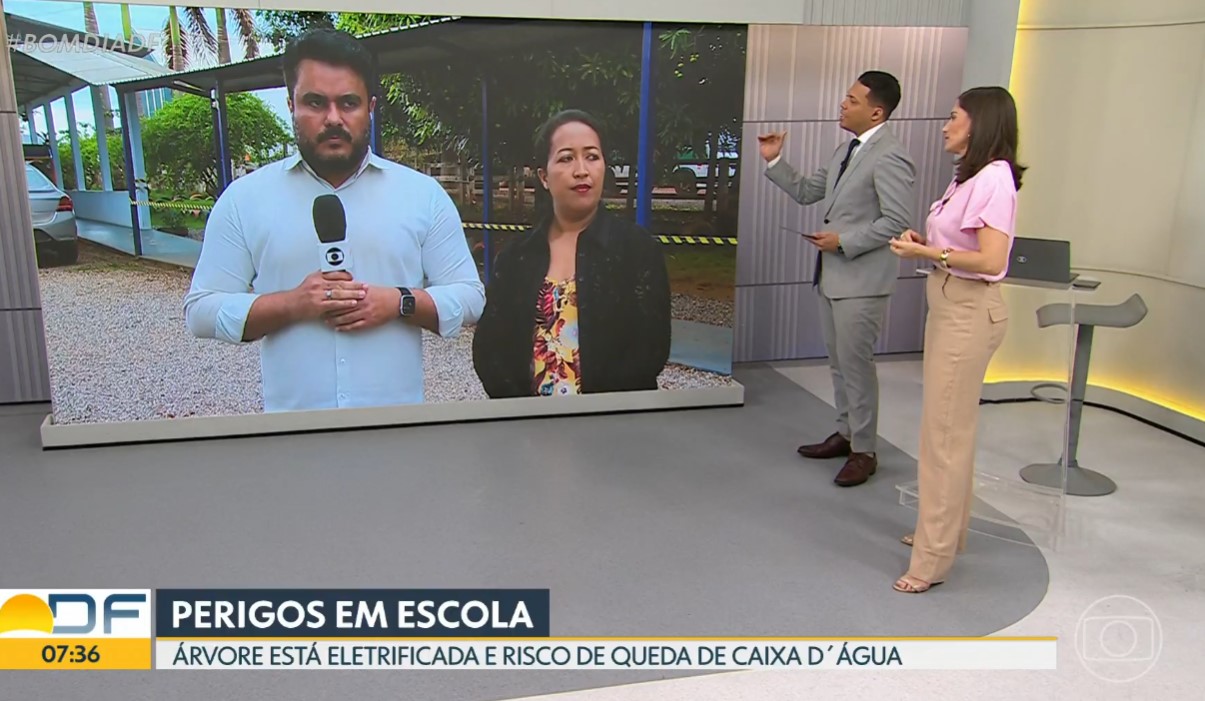 #BOMDIADF
DF
07:36
PERIGOS EM ESCOLA
ÁRVORE ESTÁ ELETRIFICADA E RISCO DE QUEDA DE CAIXA D´ÁGUA